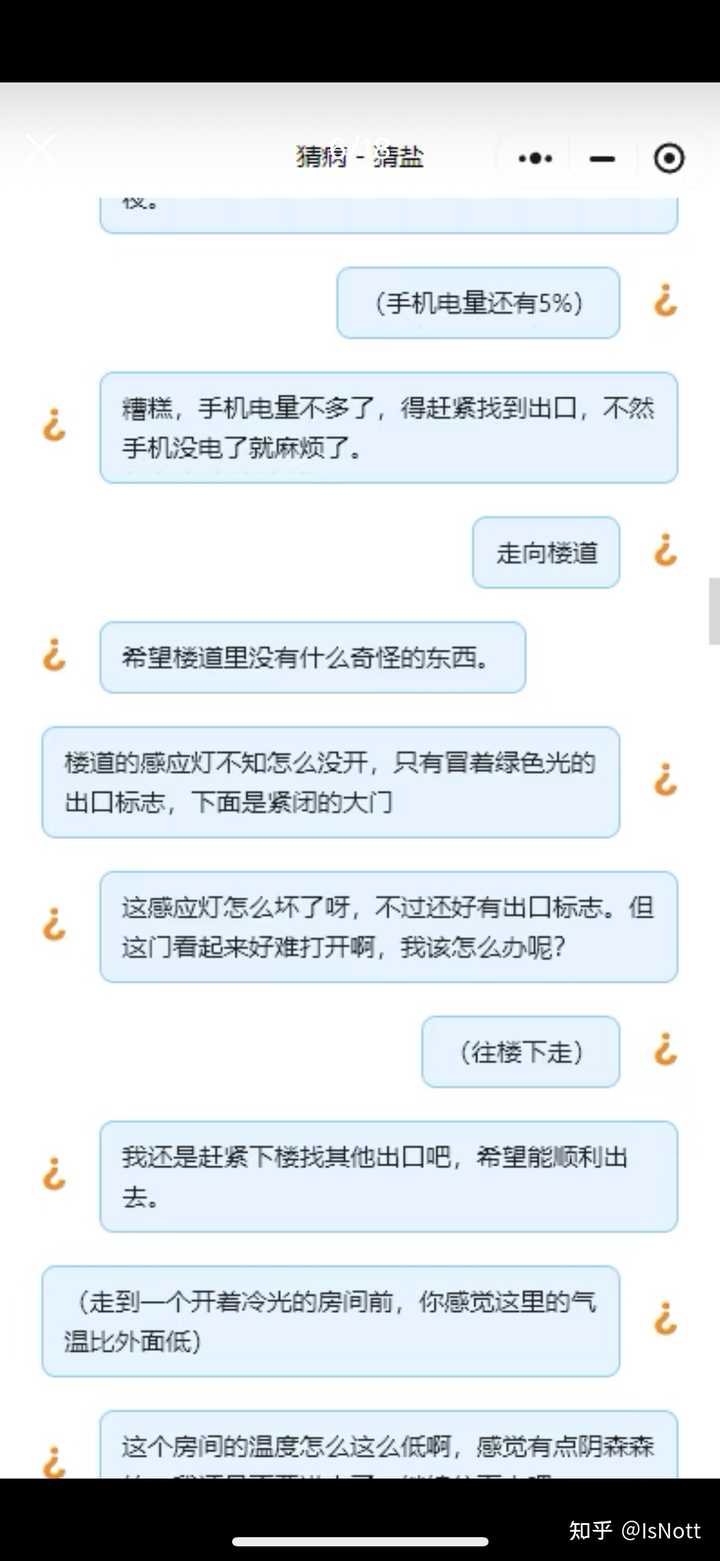 猜病 - 猜盐
（手机电量还有5%）
糟糕，手机电量不多了，得赶紧找到出口，不然
手机没电了就麻烦了。
走向楼道
希望楼道里没有什么奇怪的东西。
楼道的感应灯不知怎么没开，只有冒着绿色光的
出口标志，下面是紧闭的大门
这感应灯怎么坏了呀，不过还好有出口标志。但
这门看起来好难打开啊，我该怎么办呢？
（往楼下走）
我还是赶紧下楼找其他出口吧，希望能顺利出
去。
（走到一个开着冷光的房间前，你感觉这里的气
温比外面低）
这个房间的温度怎么这么低啊，感觉有点阴森森
知乎 @IsNott